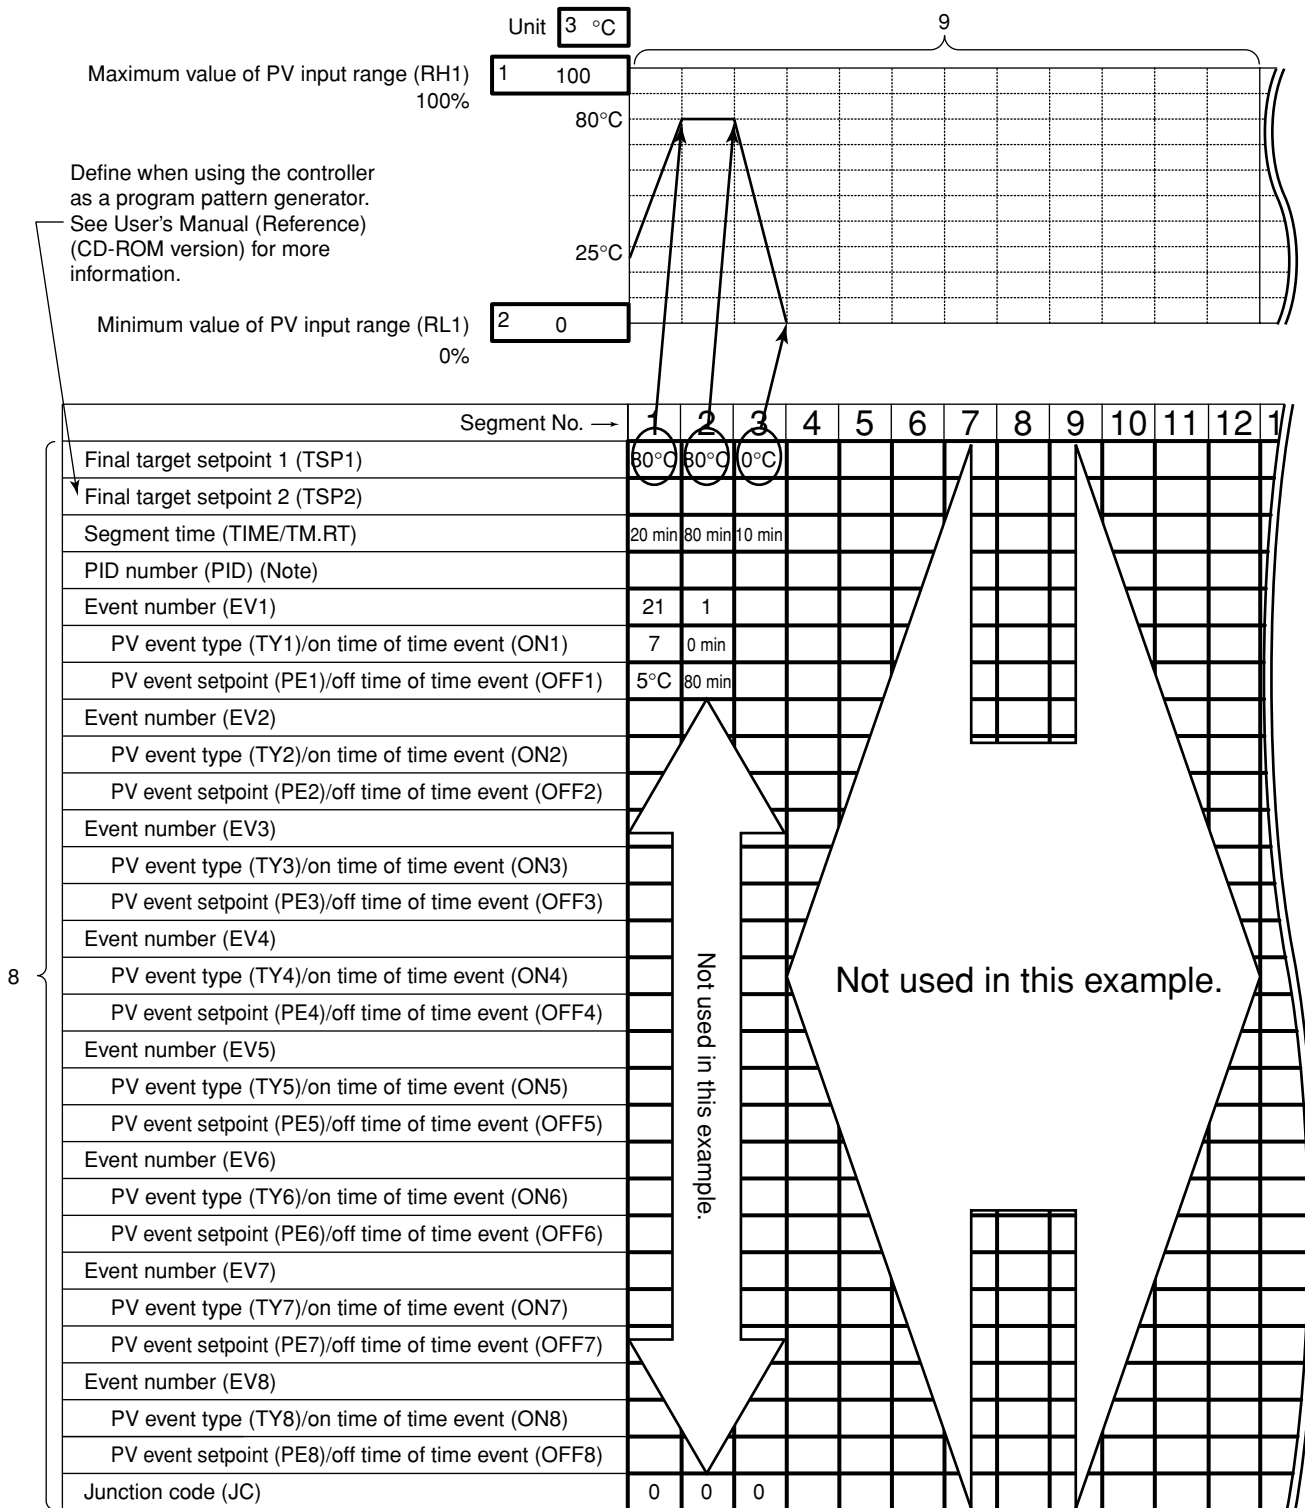 Unit 3 °C
9
Maximum value of PV input range (RH1) 1 100
100%
80°C
Define when using the controller
as a program pattern generator.
See User's Manual (Reference)
(CD-ROM version) for more
information.
25°C
Minimum value of PV input range (RL1) 2 0
0%
Segment No. → 1 2 3 4 5 6 7 8 9 10 11 12 1
Final target setpoint 1 (TSP1) 80°C 80°C 0°C
Final target setpoint 2 (TSP2)
Segment time (TIME/TM.RT) 20 min 80 min 10 min
PID number (PID) (Note)
Event number (EV1) 21 1
PV event type (TY1)/on time of time event (ON1) 7 0 min
PV event setpoint (PE1)/off time of time event (OFF1) 5°C 80 min
Event number (EV2)
PV event type (TY2)/on time of time event (ON2)
PV event setpoint (PE2)/off time of time event (OFF2)
Event number (EV3)
PV event type (TY3)/on time of time event (ON3)
PV event setpoint (PE3)/off time of time event (OFF3)
Event number (EV4)
8
PV event type (TY4)/on time of time event (ON4)
Not used in this example.
Not used in this example.
PV event setpoint (PE4)/off time of time event (OFF4)
Event number (EV5)
PV event type (TY5)/on time of time event (ON5)
PV event setpoint (PE5)/off time of time event (OFF5)
Event number (EV6)
PV event type (TY6)/on time of time event (ON6)
PV event setpoint (PE6)/off time of time event (OFF6)
Event number (EV7)
PV event type (TY7)/on time of time event (ON7)
PV event setpoint (PE7)/off time of time event (OFF7)
Event number (EV8)
PV event type (TY8)/on time of time event (ON8)
PV event setpoint (PE8)/off time of time event (OFF8)
Junction code (JC) 0 0 0